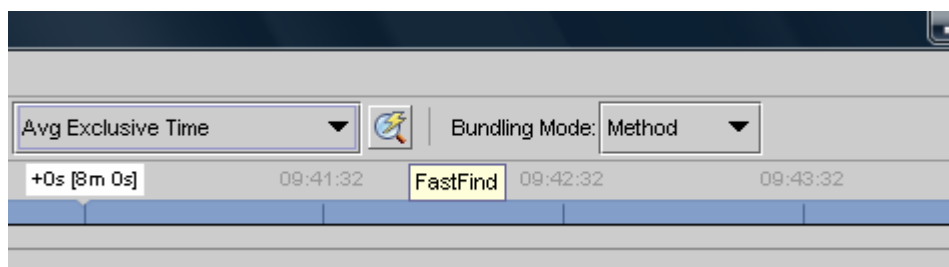 Avg Exclusive Time Bundling Mode: Method
+0s [8m 0s] 09:41:32 FastFind 09:42:32 09:43:32